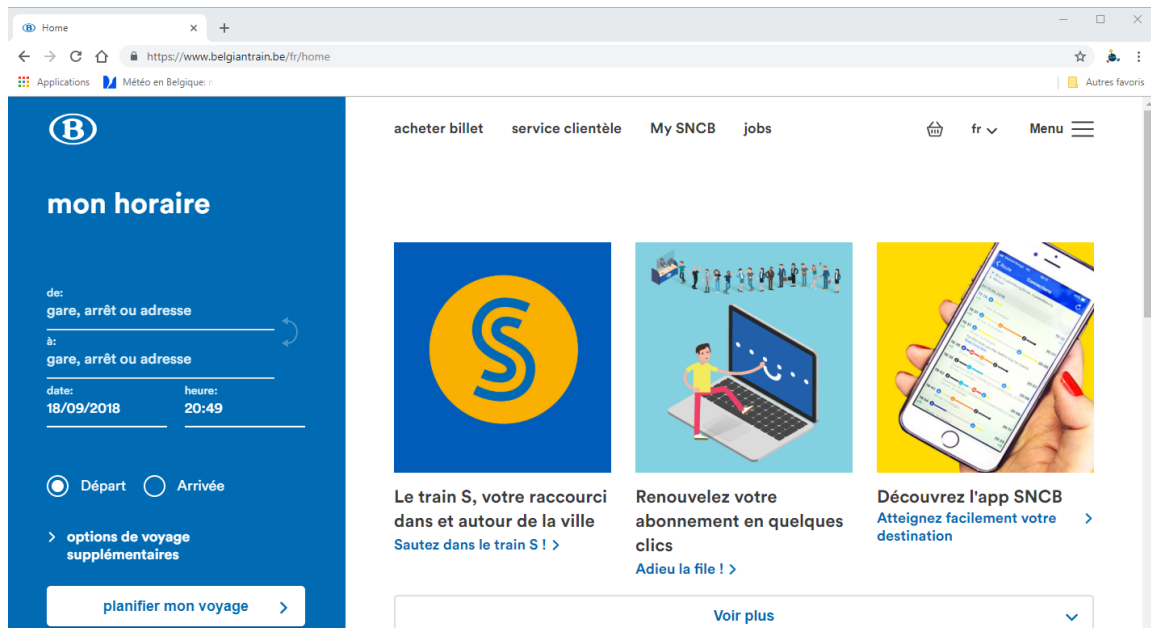 Home
https://www.belgiantrain.be/fr/home
Applications
Météo en Belgique:
Autres favoris
B
acheter billet
service clientèle
My SNCB
jobs
fr
Menu
mon horaire
de:
gare, arrêt ou adresse
à:
gare, arrêt ou adresse
date:
heure:
18/09/2018
20:49
Départ
Arrivée
options de voyage
supplémentaires
planifier mon voyage
S
Le train S, votre raccourci
dans et autour de la ville
Sautez dans le train S !
Renouvelez votre
abonnement en quelques
clics
Adieu la file !
Découvrez l'app SNCB
Atteignez facilement votre
destination
Voir plus